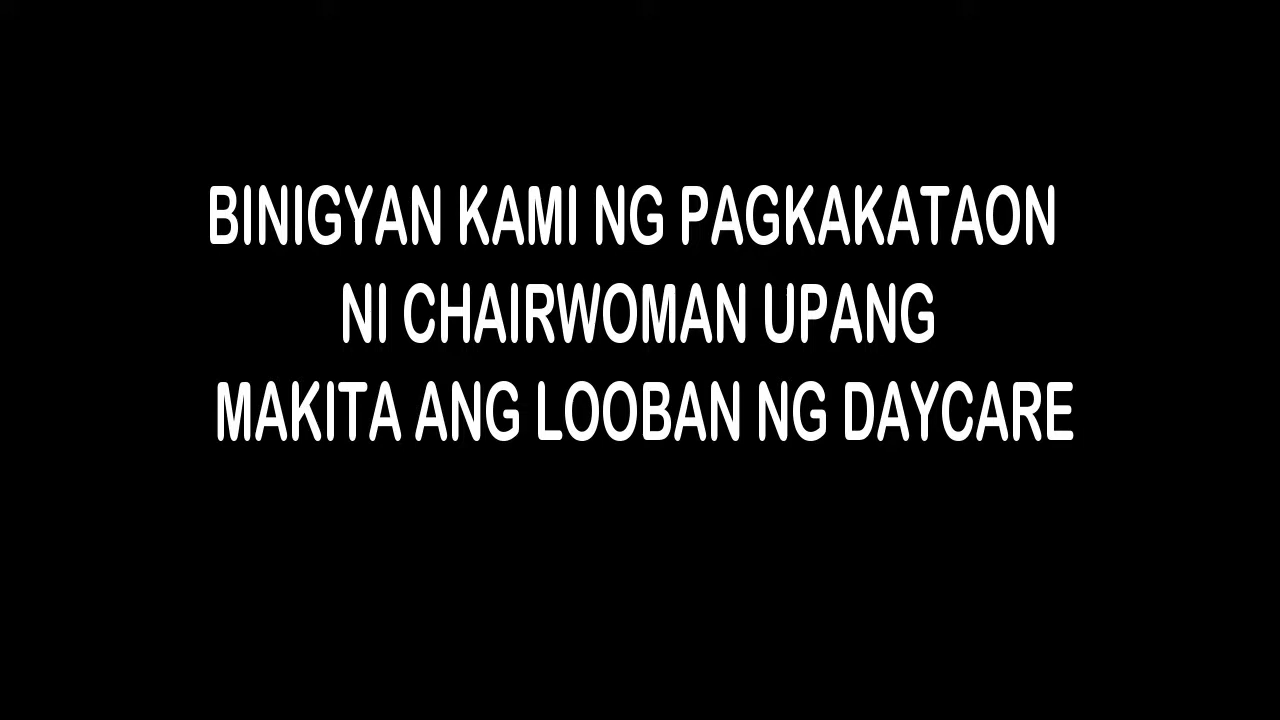 BINIGYAN KAMI NG PAGKAKATAON
NI CHAIRWOMAN UPANG
MAKITA ANG LOOBAN NG DAYCARE